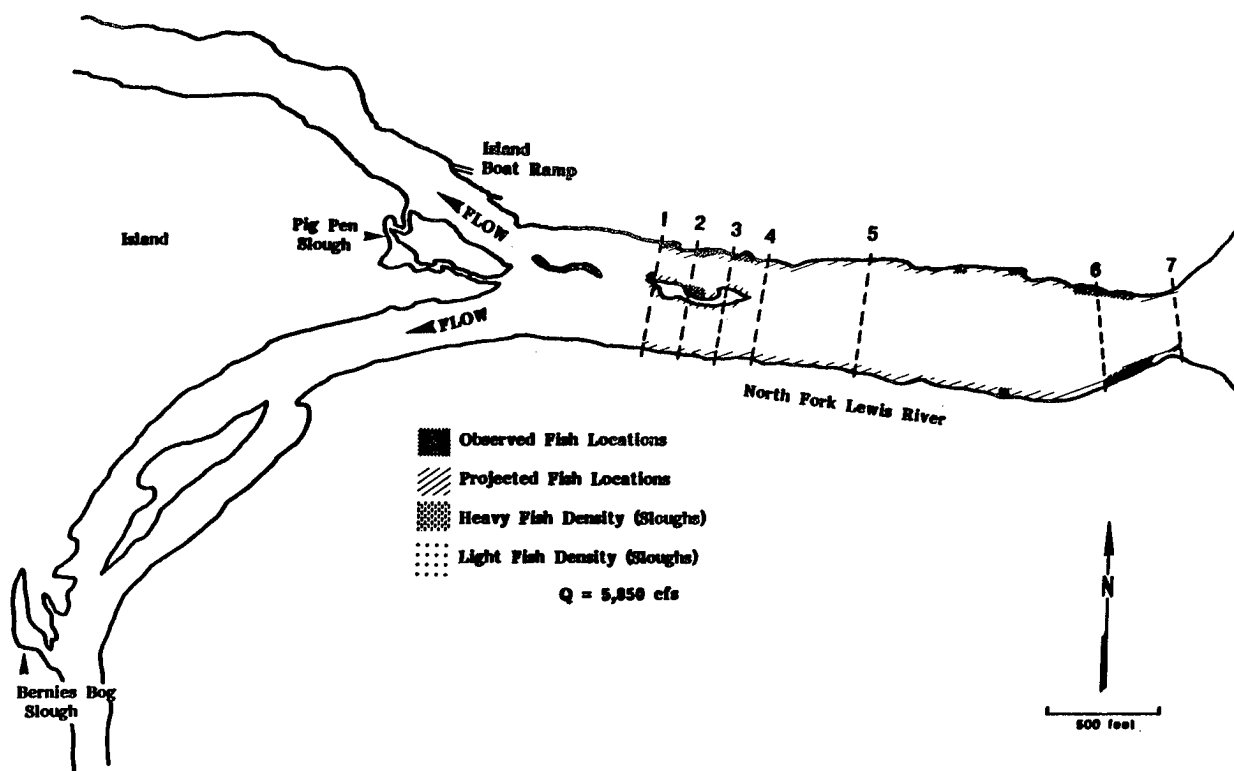 Island
Boat Ramp
FLOW
Pig Pen
Slough
Island
1
2
3
4
5
6
7
FLOW
North Fork Lewis River
Observed Fish Locations
Projected Fish Locations
Heavy Fish Density (Sloughs)
Light Fish Density (Sloughs)
Q = 5,850 cfs
N
500 feet
Bernies Bog
Slough